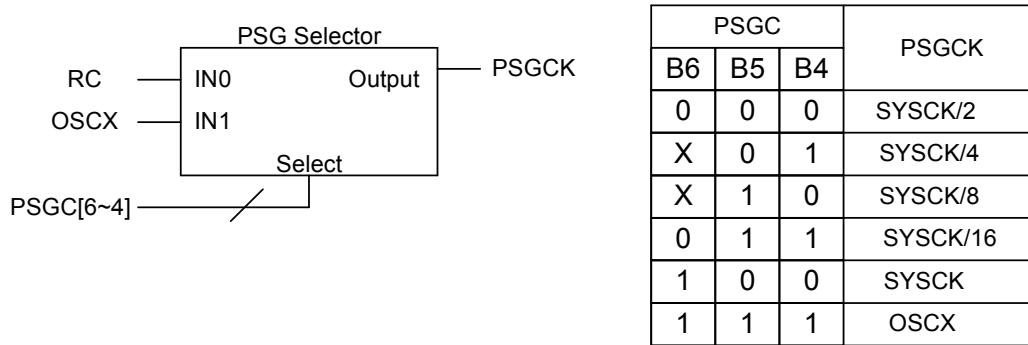 PSG Selector
RC
IN0
Output
PSGCK
OSCX
IN1
Select
PSGC[6~4]
PSGC PSGCK
B6 B5 B4
0 0 0 SYSCK/2
X 0 1 SYSCK/4
X 1 0 SYSCK/8
0 1 1 SYSCK/16
1 0 0 SYSCK
1 1 1 OSCX